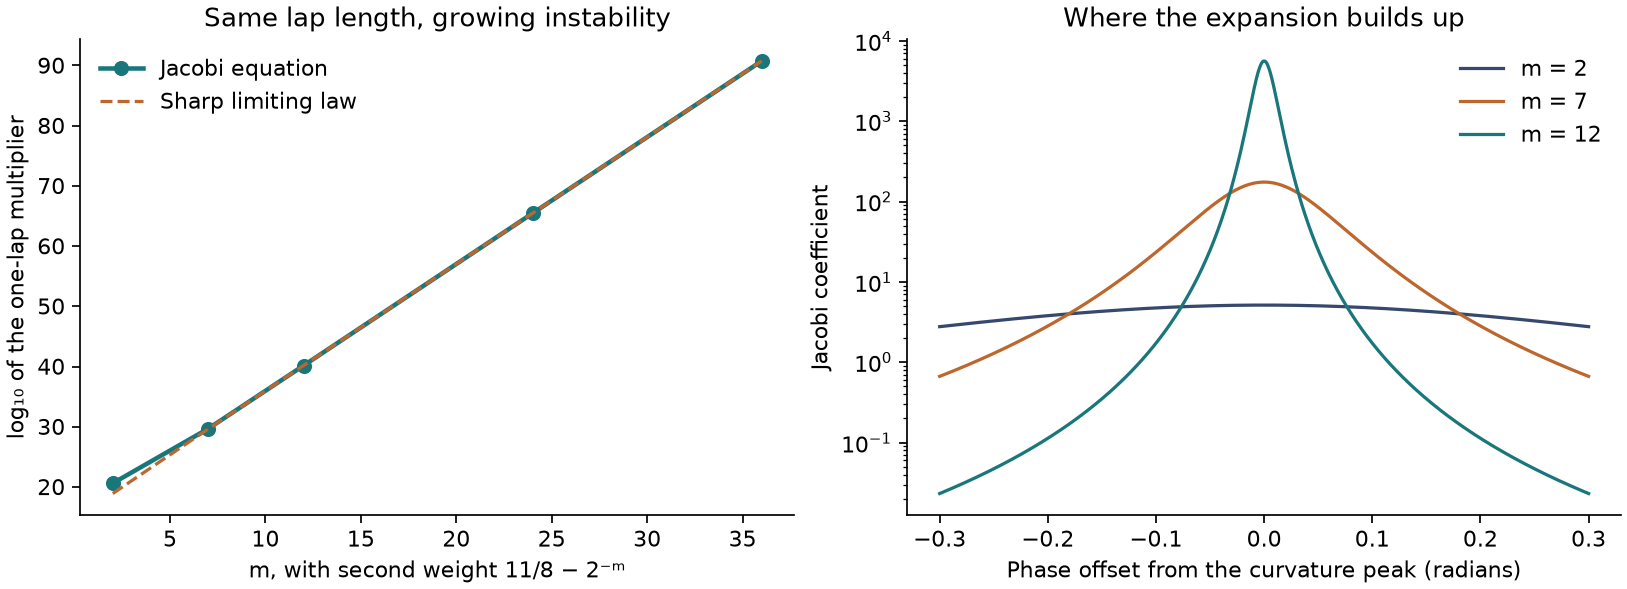 Same lap length, growing instability
log₁₀ of the one-lap multiplier
90
80
70
60
50
40
30
20
Jacobi equation
Sharp limiting law
5
10
15
20
25
30
35
m, with second weight 11/8 − 2⁻ᵐ
Where the expansion builds up
Jacobi coefficient
10⁴
10³
10²
10¹
10⁰
10⁻¹
m = 2
m = 7
m = 12
−0.3
−0.2
−0.1
0.0
0.1
0.2
0.3
Phase offset from the curvature peak (radians)